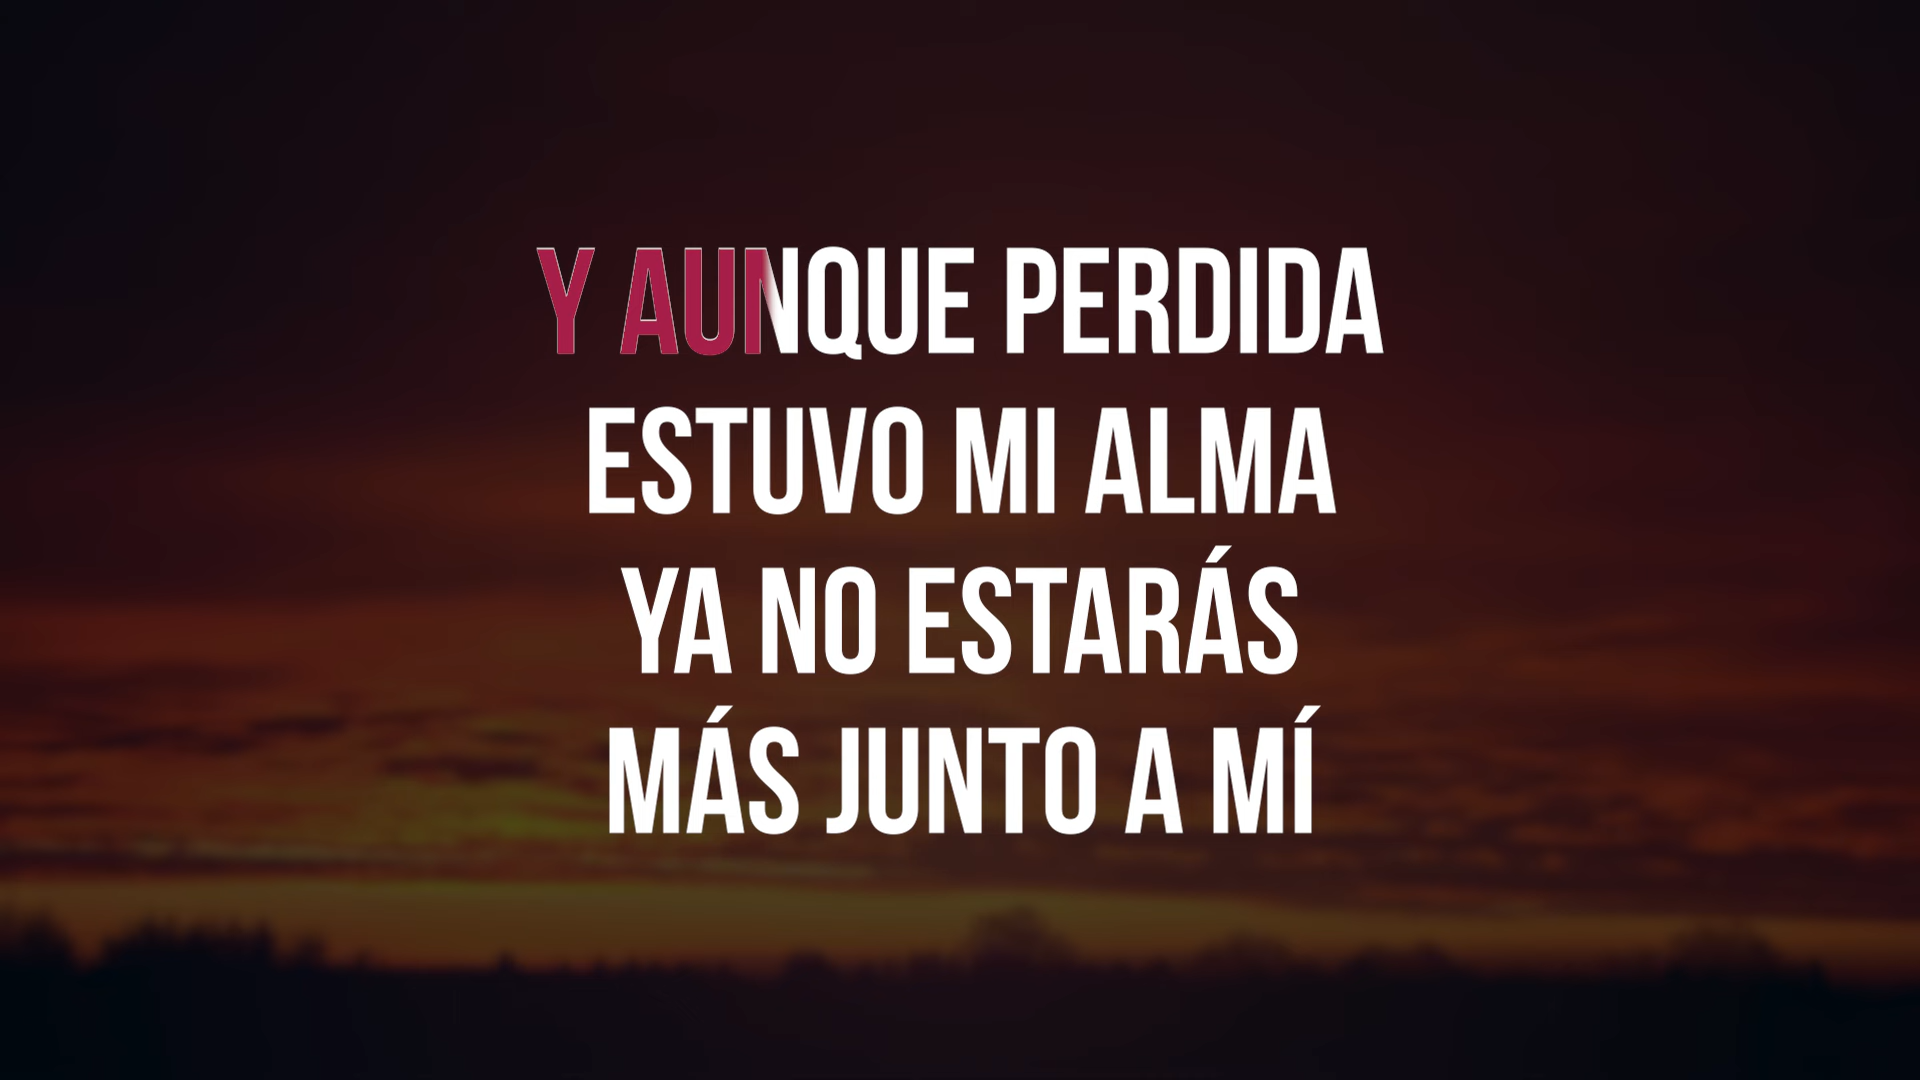 Y AUNQUE PERDIDA
ESTUVO MI ALMA
YA NO ESTARÁS
MÁS JUNTO A MÍ